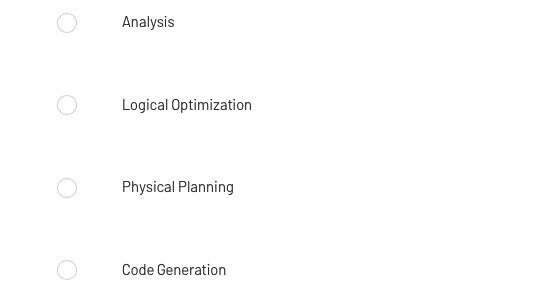 Analysis
Logical Optimization
Physical Planning
Code Generation